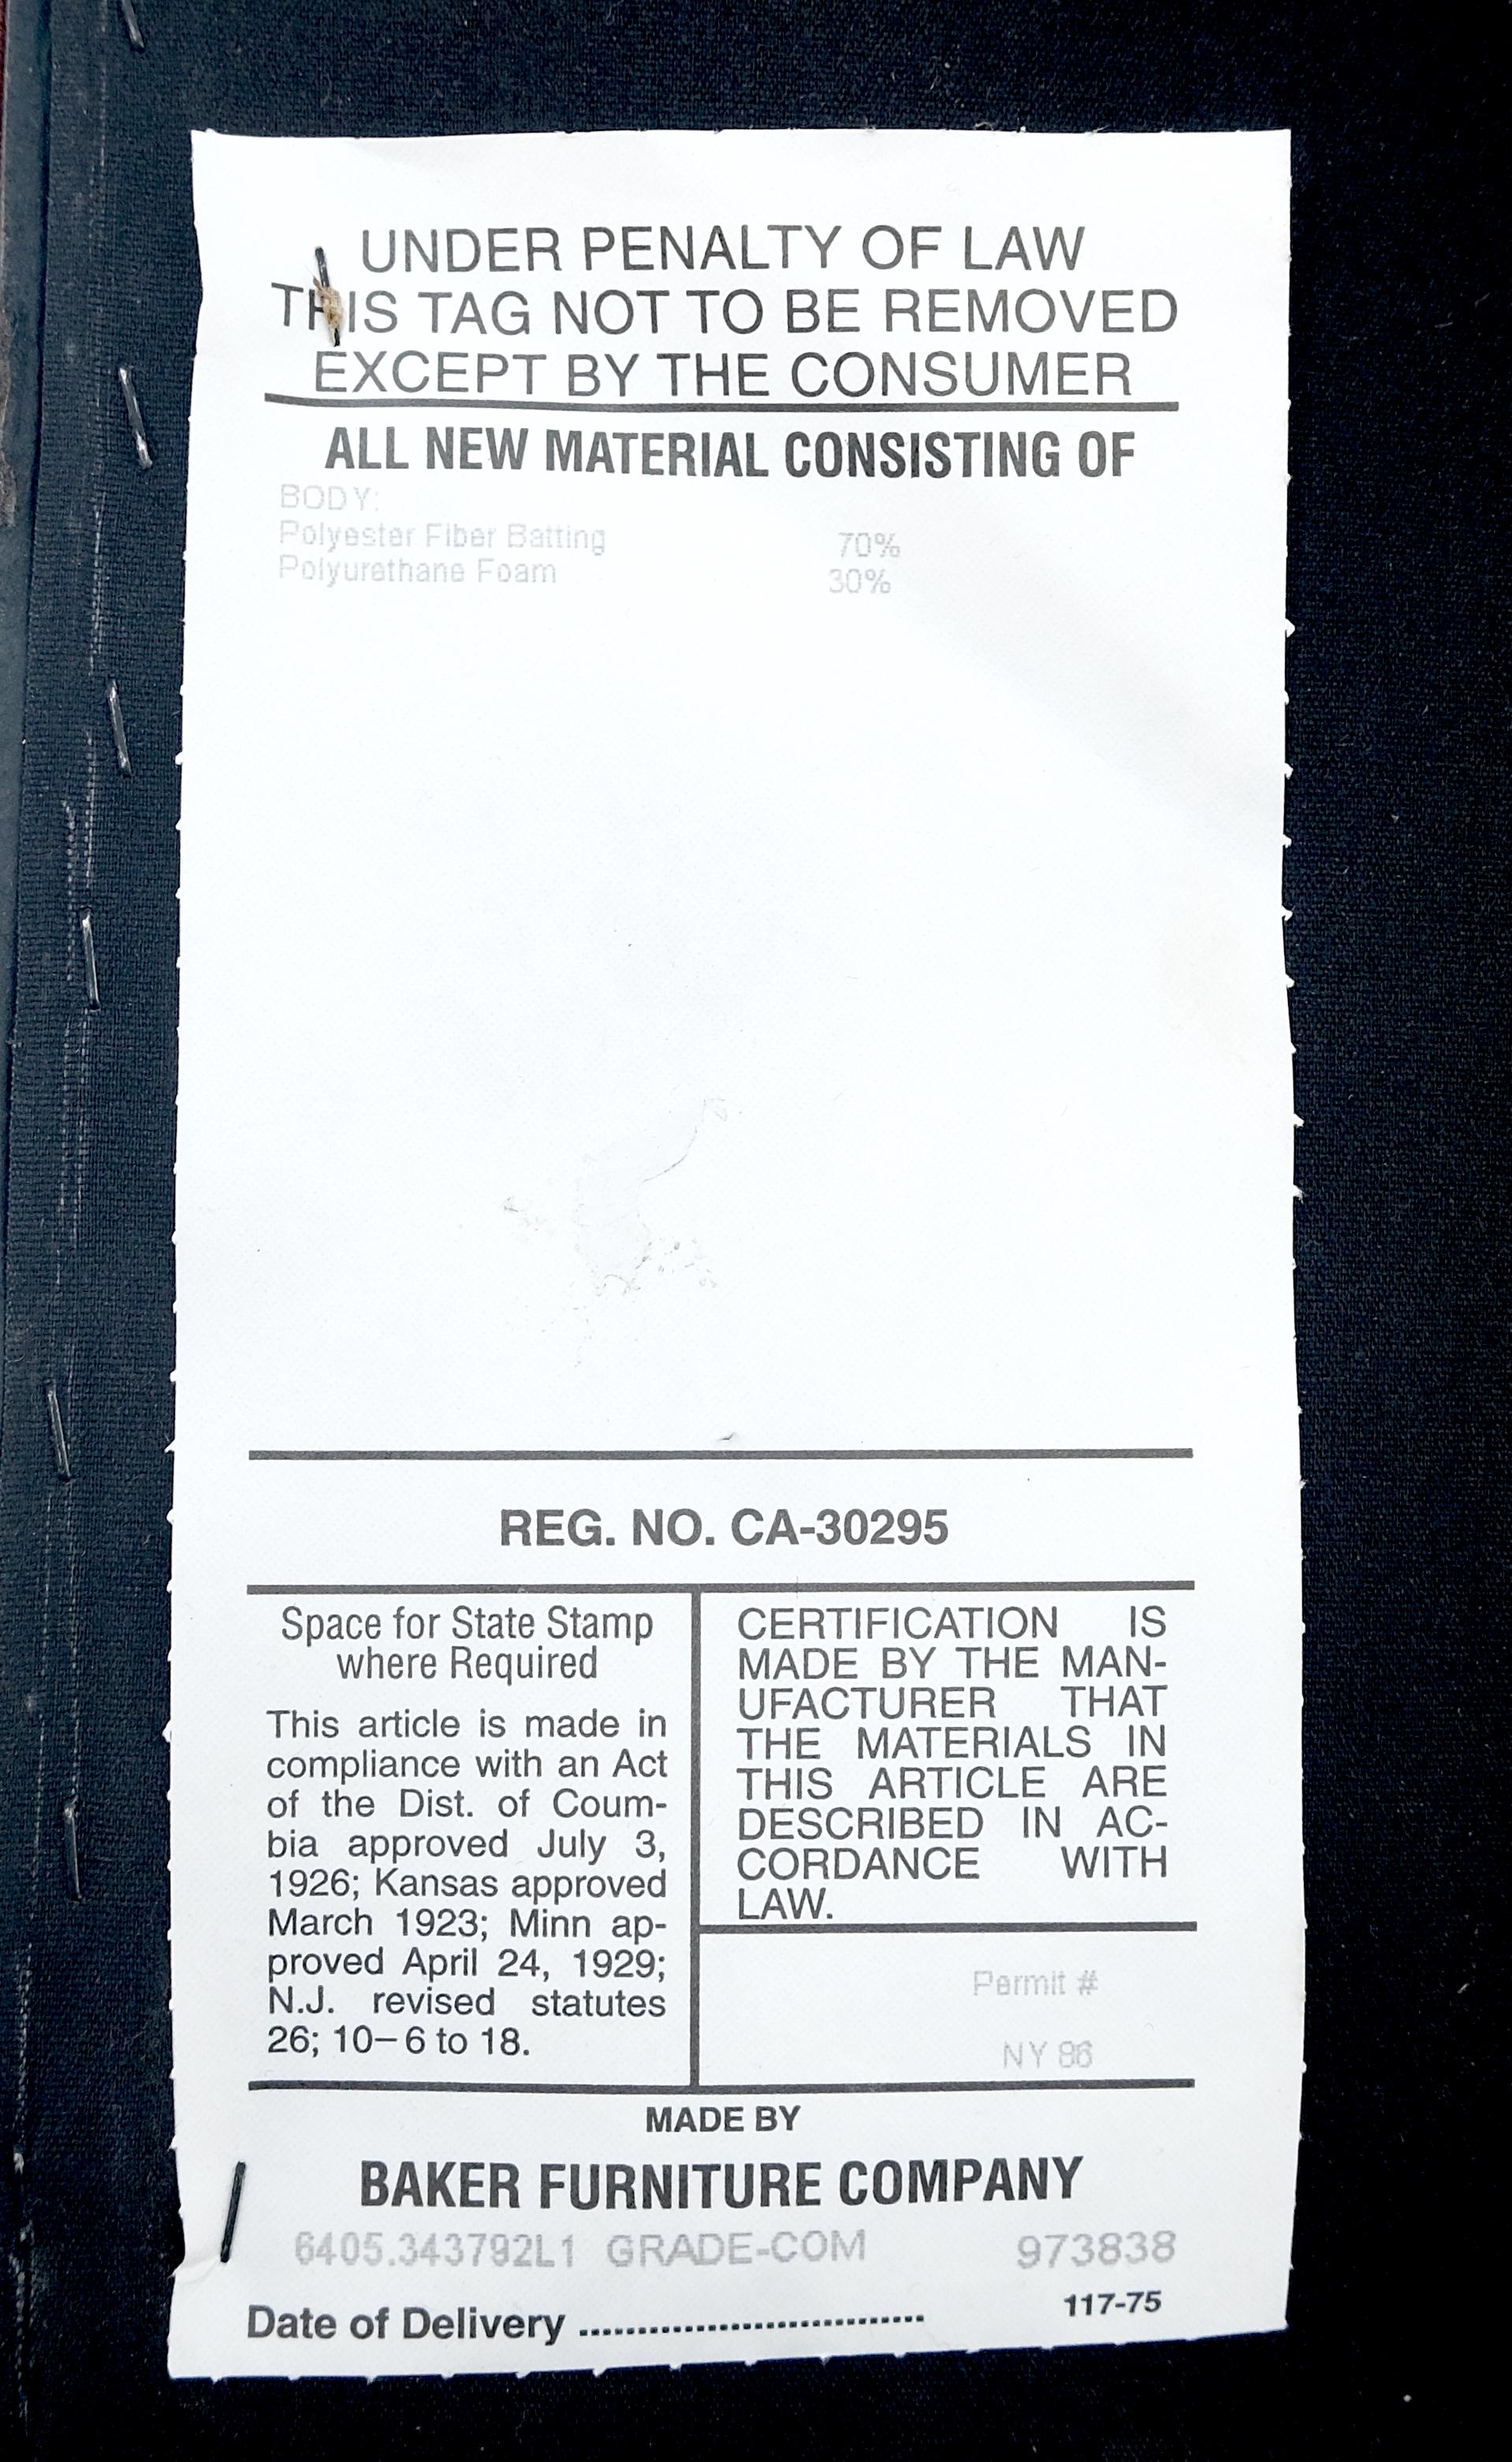 UNDER PENALTY OF LAW
THIS TAG NOT TO BE REMOVED
EXCEPT BY THE CONSUMER
ALL NEW MATERIAL CONSISTING OF
BODY:
Polyester Fiber Batting 70%
Polyurethane Foam 30%
REG. NO. CA-30295
Space for State Stamp
where Required
This article is made in
compliance with an Act
of the Dist. of Coum-
bia approved July 3,
1926; Kansas approved
March 1923; Minn ap-
proved April 24, 1929;
N.J. revised statutes
26; 10–6 to 18.
CERTIFICATION IS
MADE BY THE MAN-
UFACTURER THAT
THE MATERIALS IN
THIS ARTICLE ARE
DESCRIBED IN AC-
CORDANCE WITH
LAW.
Permit #
NY 86
MADE BY
BAKER FURNITURE COMPANY
6405.343792L1 GRADE-COM 973838
117-75
Date of Delivery ..............................